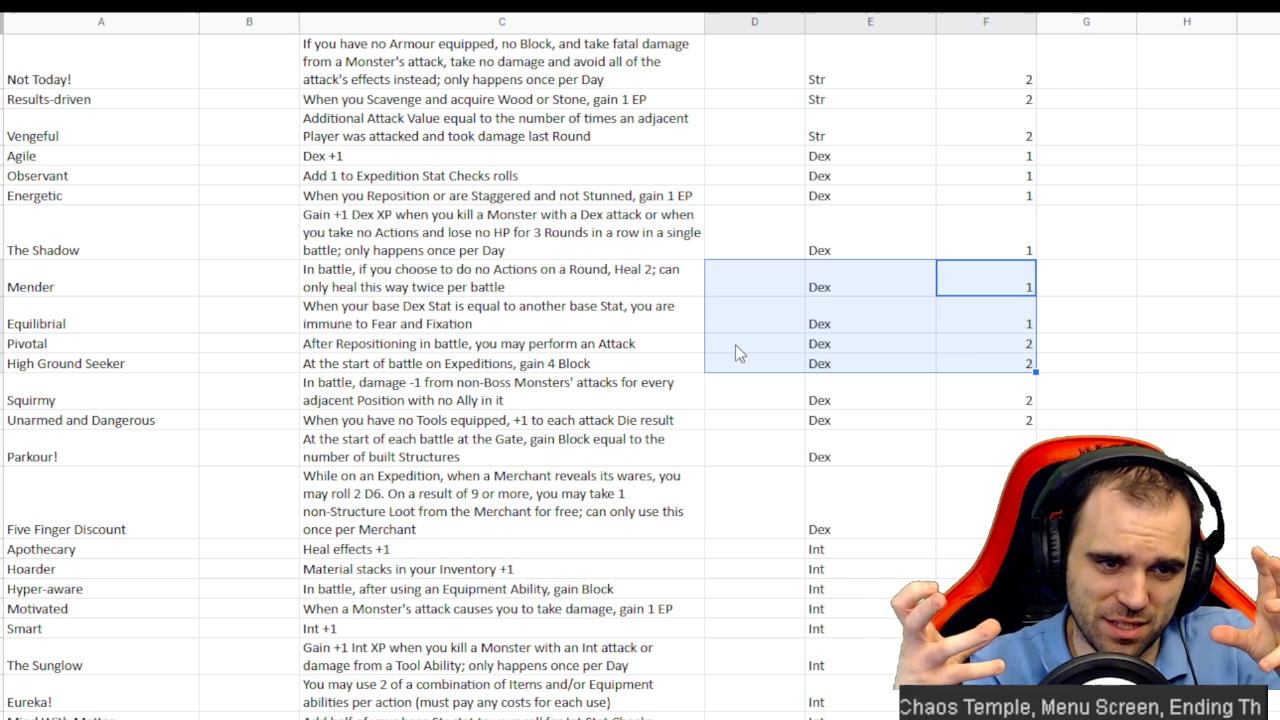 A B C D E F G H
If you have no Armour equipped, no Block, and take fatal damage
from a Monster's attack, take no damage and avoid all of the
Not Today! attack's effects instead; only happens once per Day Str 2
Results-driven When you Scavenge and acquire Wood or Stone, gain 1 EP Str 2
Additional Attack Value equal to the number of times an adjacent
Vengeful Player was attacked and took damage last Round Str 2
Agile Dex +1 Dex 1
Observant Add 1 to Expedition Stat Checks rolls Dex 1
Energetic When you Reposition or are Staggered and not Stunned, gain 1 EP Dex 1
Gain +1 Dex XP when you kill a Monster with a Dex attack or when
you take no Actions and lose no HP for 3 Rounds in a row in a single
The Shadow battle; only happens once per Day Dex 1
In battle, if you choose to do no Actions on a Round, Heal 2; can
Mender only heal this way twice per battle Dex 1
When your base Dex Stat is equal to another base Stat, you are
Equilibrial immune to Fear and Fixation Dex 1
Pivotal After Repositioning in battle, you may perform an Attack Dex 2
High Ground Seeker At the start of battle on Expeditions, gain 4 Block Dex 2
In battle, damage -1 from non-Boss Monsters' attacks for every
Squirmy adjacent Position with no Ally in it Dex 2
Unarmed and Dangerous When you have no Tools equipped, +1 to each attack Die result Dex 2
At the start of each battle at the Gate, gain Block equal to the
Parkour! number of built Structures Dex
While on an Expedition, when a Merchant reveals its wares, you
may roll 2 D6. On a result of 9 or more, you may take 1
non-Structure Loot from the Merchant for free; can only use this
Five Finger Discount once per Merchant Dex
Apothecary Heal effects +1 Int
Hoarder Material stacks in your Inventory +1 Int
Hyper-aware In battle, after using an Equipment Ability, gain Block Int
Motivated When a Monster's attack causes you to take damage, gain 1 EP Int
Smart Int +1 Int
Gain +1 Int XP when you kill a Monster with an Int attack or
The Sunglow damage from a Tool Ability; only happens once per Day Int
You may use 2 of a combination of Items and/or Equipment
Eureka! abilities per action (must pay any costs for each use) Int
Chaos Temple, Menu Screen, Ending Th